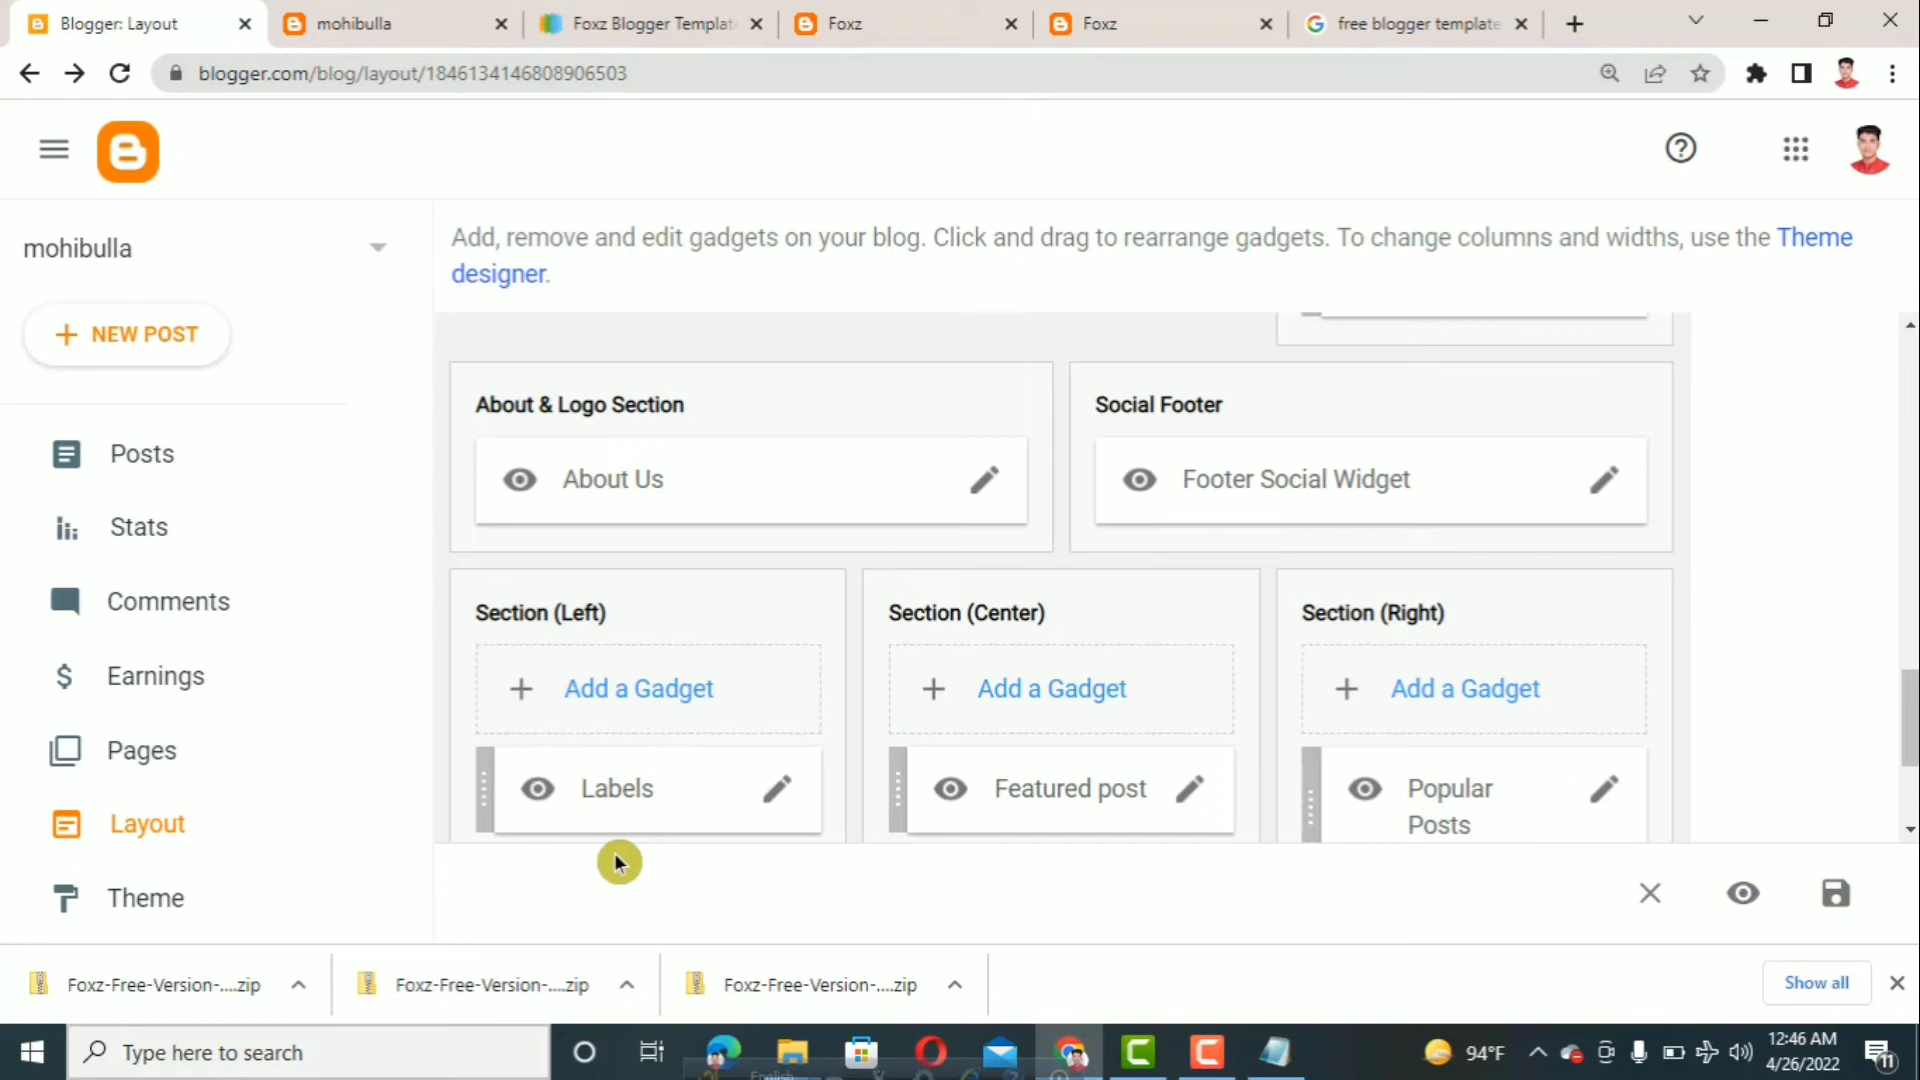 Blogger: Layout
mohibulla
Foxz Blogger Templat
Foxz
Foxz
free blogger template
blogger.com/blog/layout/1846134146808906503
mohibulla
NEW POST
Posts
Stats
Comments
Earnings
Pages
Layout
Theme
Add, remove and edit gadgets on your blog. Click and drag to rearrange gadgets. To change columns and widths, use the Theme
designer.
About & Logo Section
About Us
Social Footer
Footer Social Widget
Section (Left)
Add a Gadget
Labels
Section (Center)
Add a Gadget
Featured post
Section (Right)
Add a Gadget
Popular
Posts
Foxz-Free-Version-....zip
Foxz-Free-Version-....zip
Foxz-Free-Version-....zip
Show all
Type here to search
English
94°F
12:46 AM
4/26/2022
11